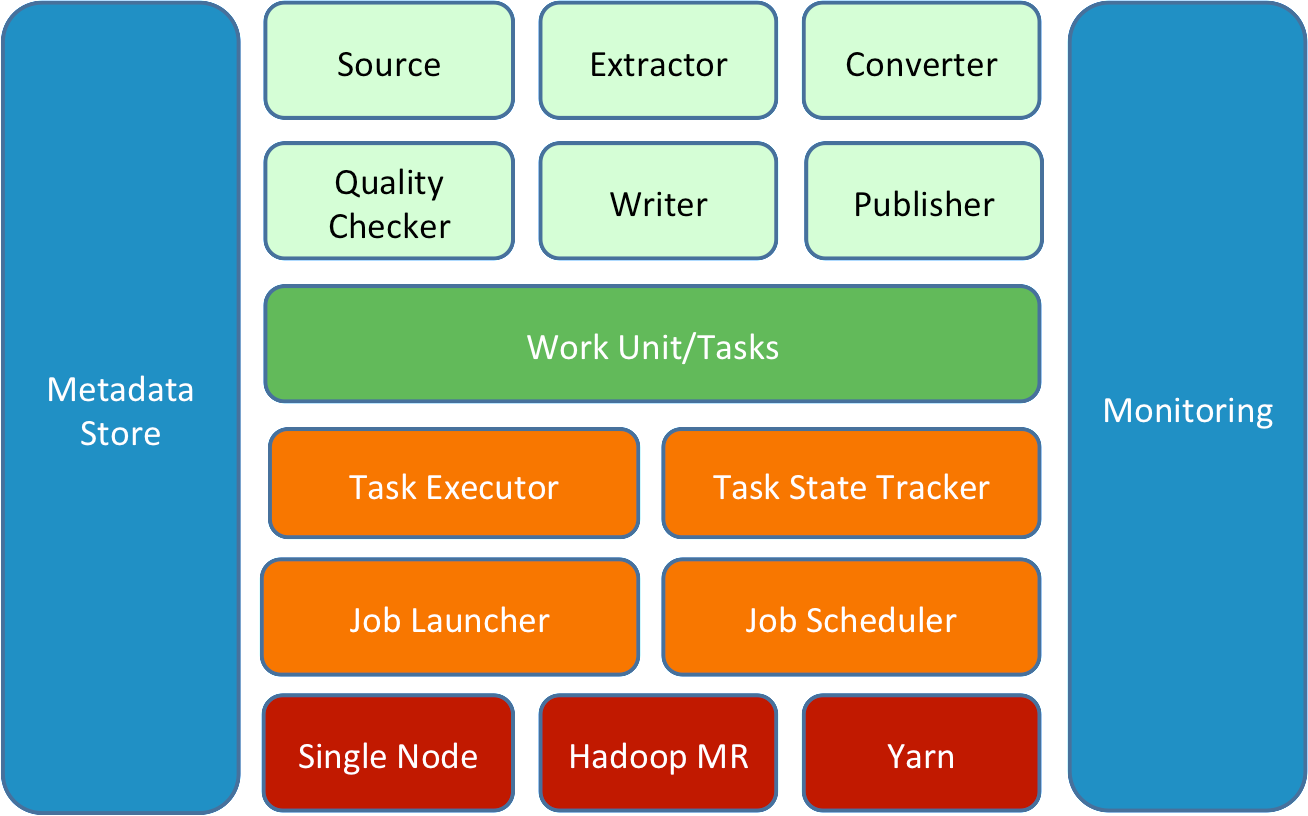 Source
Extractor
Converter
Quality
Checker
Writer
Publisher
Work Unit/Tasks
Metadata
Store
Monitoring
Task Executor
Task State Tracker
Job Launcher
Job Scheduler
Single Node
Hadoop MR
Yarn